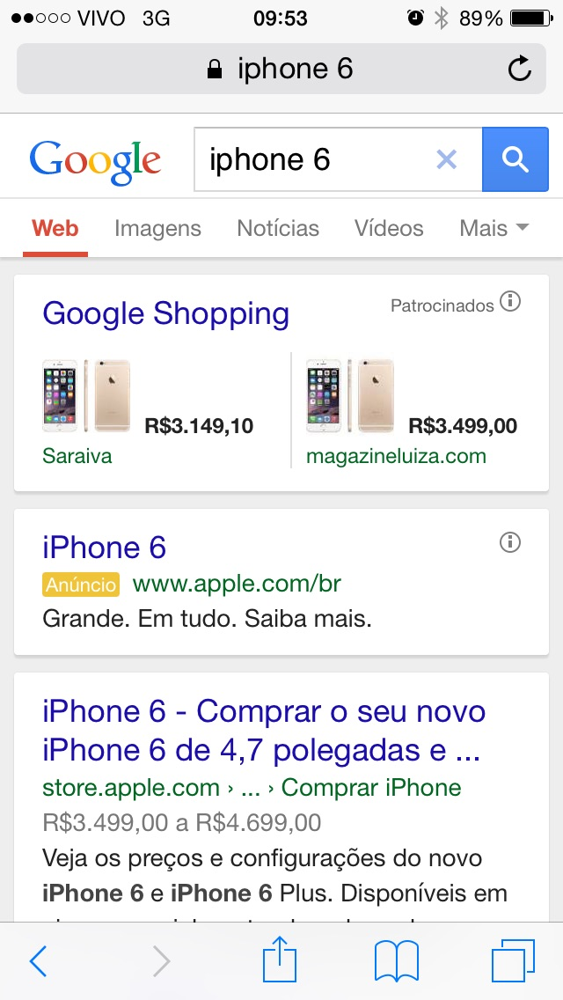 VIVO 3G 09:53 89%
iphone 6
Google iphone 6
Web Imagens Notícias Vídeos Mais
Google Shopping Patrocinados
R$3.149,10 R$3.499,00
Saraiva magazineluiza.com
iPhone 6
Anúncio www.apple.com/br
Grande. Em tudo. Saiba mais.
iPhone 6 - Comprar o seu novo
iPhone 6 de 4,7 polegadas e ...
store.apple.com › ... › Comprar iPhone
R$3.499,00 a R$4.699,00
Veja os preços e configurações do novo
iPhone 6 e iPhone 6 Plus. Disponíveis em